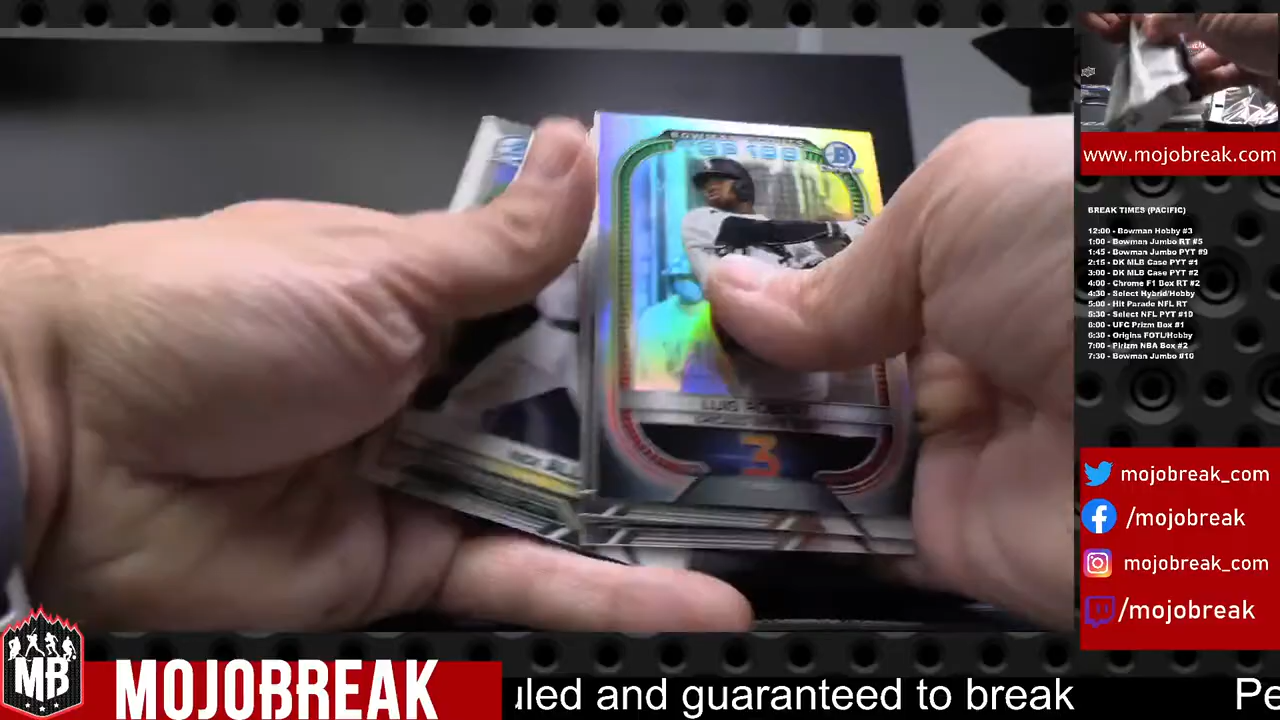 BOWMAN SCOUTS
TOP 100
B
LUIS ROBERT
3
www.mojobreak.com
BREAK TIMES (PACIFIC)
12:00 - Bowman Hobby #3
1:00 - Bowman Jumbo RT #5
1:45 - Bowman Jumbo PYT #9
2:15 - DK MLB Case PYT #1
3:00 - DK MLB Case PYT #2
4:00 - Chrome F1 Box RT #2
4:30 - Select Hybrid/Hobby
5:00 - Hit Parade NFL RT
5:30 - Select NFL PYT #10
6:00 - UFC Prizm Box #1
6:30 - Origins FOTL/Hobby
7:00 - Prizm NBA Box #2
7:30 - Bowman Jumbo #10
mojobreak_com
/mojobreak
mojobreak_com
/mojobreak
MB
MOJOBREAK
and guaranteed to break